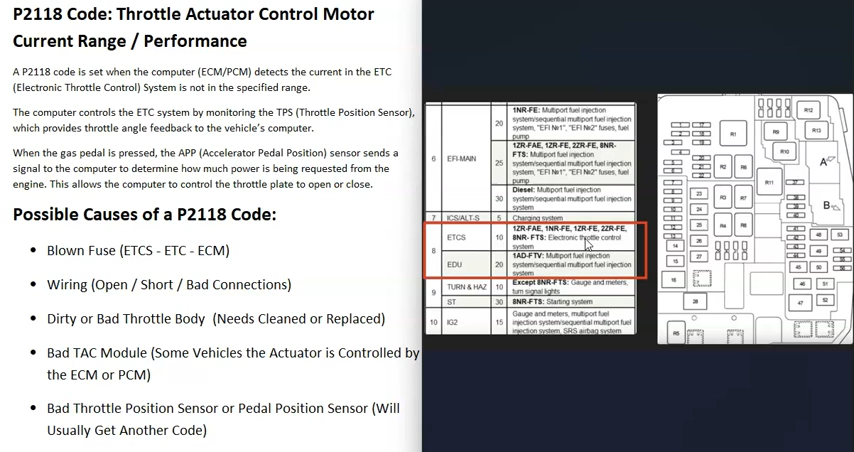 P2118 Code: Throttle Actuator Control Motor
Current Range / Performance
A P2118 code is set when the computer (ECM/PCM) detects the current in the ETC
(Electronic Throttle Control) System is not in the specified range.
The computer controls the ETC system by monitoring the TPS (Throttle Position Sensor),
which provides throttle angle feedback to the vehicle's computer.
When the gas pedal is pressed, the APP (Accelerator Pedal Position) sensor sends a
signal to the computer to determine how much power is being requested from the
engine. This allows the computer to control the throttle plate to open or close.
Possible Causes of a P2118 Code:
• Blown Fuse (ETCS - ETC - ECM)
• Wiring (Open / Short / Bad Connections)
• Dirty or Bad Throttle Body (Needs Cleaned or Replaced)
• Bad TAC Module (Some Vehicles the Actuator is Controlled by
the ECM or PCM)
• Bad Throttle Position Sensor or Pedal Position Sensor (Will
Usually Get Another Code)
6 EFI-MAIN
20 1NR-FE: Multiport fuel injection
system/sequential multiport fuel injection
system, "EFI №1", "EFI №2" fuses, fuel
pump
25 1ZR-FAE, 1ZR-FE, 2ZR-FE, 8NR-
FTS: Multiport fuel injection
system/sequential multiport fuel injection
system, "EFI №1", "EFI №2" fuses, fuel
pump
30 Diesel: Multiport fuel injection
system/sequential multiport fuel injection
system
7 ICS/ALT-S 5 Charging system
8 ETCS 10 1ZR-FAE, 1NR-FE, 1ZR-FE, 2ZR-FE,
8NR- FTS: Electronic throttle control
system
EDU 20 1AD-FTV: Multiport fuel injection
system/sequential multiport fuel injection
system
9 TURN & HAZ 10 Except 8NR-FTS: Gauge and meters,
turn signal lights
ST 30 8NR-FTS: Starting system
10 IG2 15 Gauge and meters, multiport fuel
injection system/sequential multiport fuel
injection system, SRS airbag system
R12
R1 R9 R13
R10
A
R2 R6
R11
23 R3 R7
B
24 R4 R8
14 26
15 27
18
28
46 51
47 52